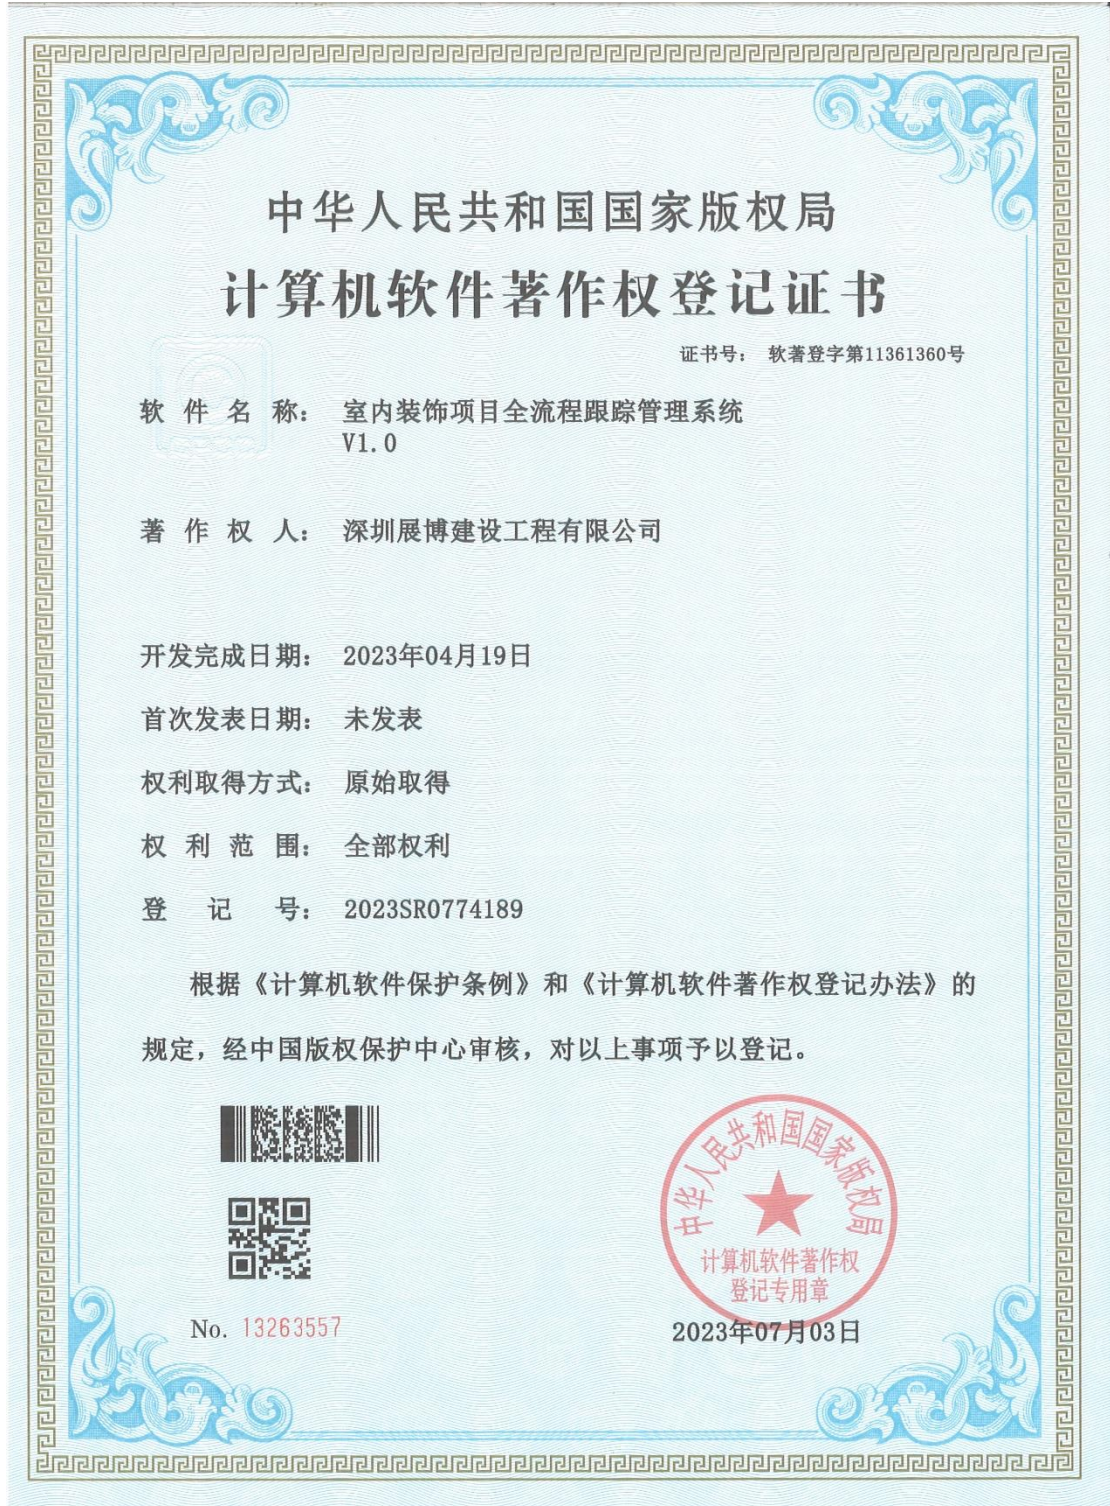 中华人民共和国国家版权局
计算机软件著作权登记证书
证书号： 软著登字第11361360号
软件名称： 室内装饰项目全流程跟踪管理系统
V1.0
著作权人： 深圳展博建设工程有限公司
开发完成日期： 2023年04月19日
首次发表日期： 未发表
权利取得方式： 原始取得
权利范围： 全部权利
登记号： 2023SR0774189
根据《计算机软件保护条例》和《计算机软件著作权登记办法》的
规定，经中国版权保护中心审核，对以上事项予以登记。
中华人民共和国国家版权局
计算机软件著作权
登记专用章
No. 13263557
2023年07月03日